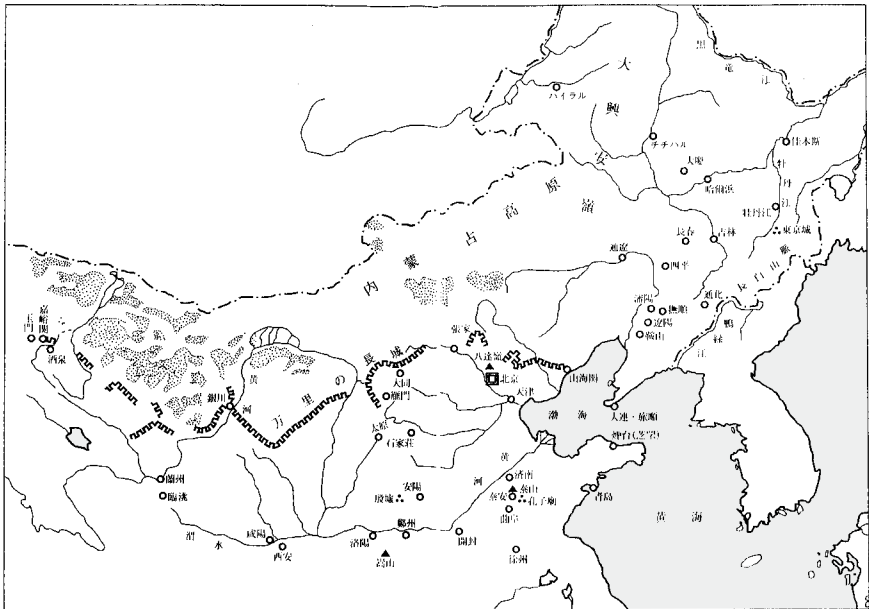 黒竜江
大興安嶺
ハイラル
チチハル
大慶
哈爾浜
佳木斯
牡丹江
牡丹江
東京城
長白山脈
内蒙古高原
長春
吉林
通遼
四平
瀋陽
撫順
通化
遼陽
鞍山
鴨緑江
玉門
嘉峪関
酒泉
張家
八達嶺
北京
山海関
天津
万里の長城
大同
雁門
銀川
黄河
渤海
大連・旅順
煙台(芝罘)
太原
石家荘
黄河
済南
泰山
泰安
孔子廟
曲阜
青島
黄海
蘭州
臨洮
安陽
殷墟
渭水
咸陽
西安
洛陽
鄭州
開封
嵩山
徐州